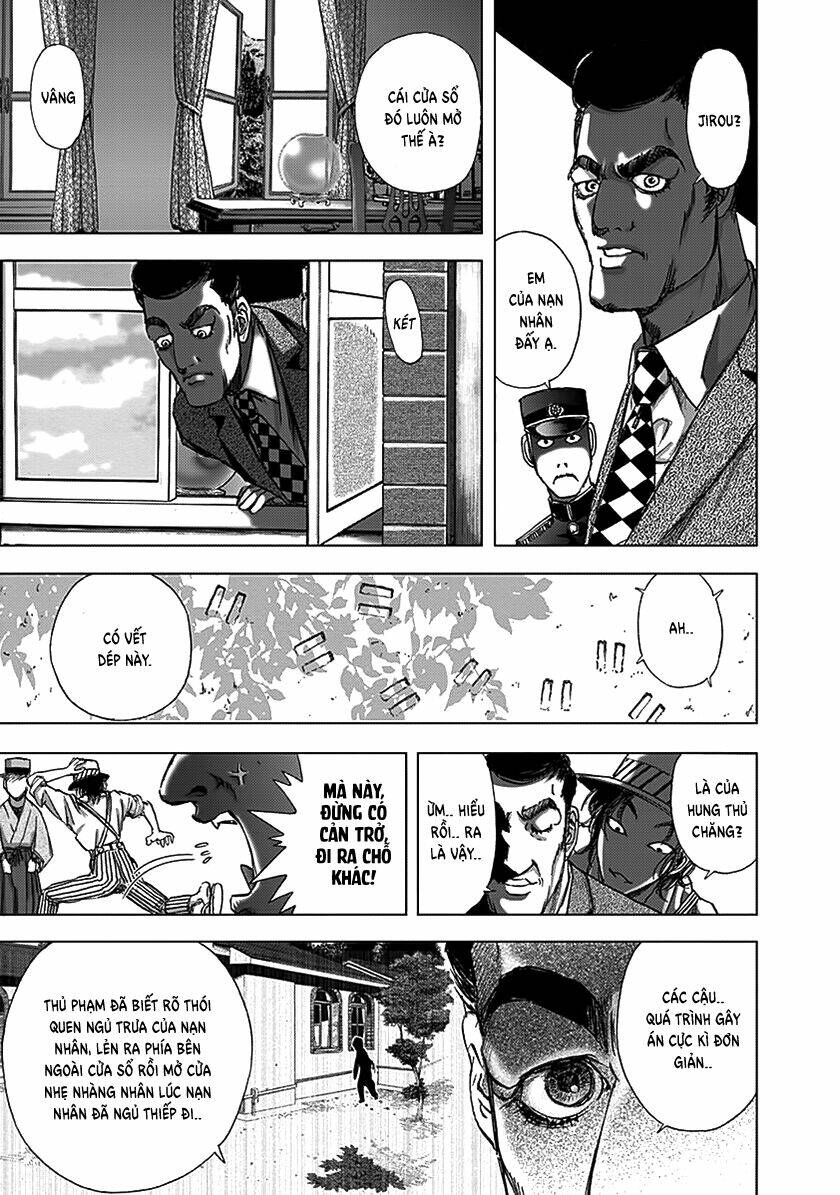 JIROU?
EM
CỦA NẠN
NHÂN
ĐẤY Ạ.
CÁI CỬA SỔ
ĐÓ LUÔN MỞ
THẾ À?
VÂNG
KÉT
AH..
CÓ VẾT
DÉP NÀY.
LÀ CỦA
HUNG THỦ
CHĂNG?
ỪM.. HIỂU
RỒI.. RA
LÀ VẬY..
MÀ NÀY,
ĐỪNG CÓ
CẢN TRỞ,
ĐI RA CHỖ
KHÁC!
CÁC CẬU..
QUÁ TRÌNH GÂY
ÁN CỰC KÌ ĐƠN
GIẢN..
THỦ PHẠM ĐÃ BIẾT RÕ THÓI
QUEN NGỦ TRƯA CỦA NẠN
NHÂN, LẺN RA PHÍA BÊN
NGOÀI CỬA SỔ RỒI MỞ CỬA
NHẸ NHÀNG NHÂN LÚC NẠN
NHÂN ĐÃ NGỦ THIẾP ĐI..